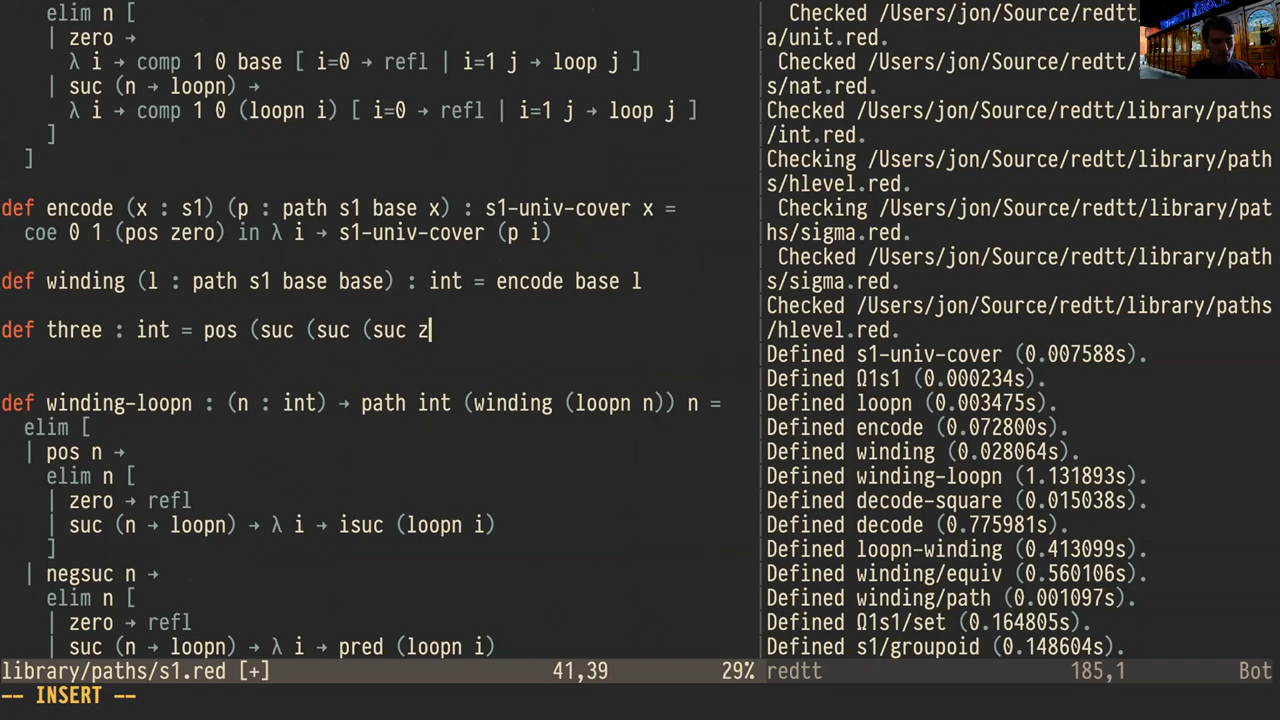 elim n [
| zero →
λ i → comp 1 0 base [ i=0 → refl | i=1 j → loop j ]
| suc (n → loopn) →
λ i → comp 1 0 (loopn i) [ i=0 → refl | i=1 j → loop j ]
]
]
def encode (x : s1) (p : path s1 base x) : s1-univ-cover x =
coe 0 1 (pos zero) in λ i → s1-univ-cover (p i)
def winding (l : path s1 base base) : int = encode base l
def three : int = pos (suc (suc (suc z
def winding-loopn : (n : int) → path int (winding (loopn n)) n =
elim [
| pos n →
elim n [
| zero → refl
| suc (n → loopn) → λ i → isuc (loopn i)
]
| negsuc n →
elim n [
| zero → refl
| suc (n → loopn) → λ i → pred (loopn i)
library/paths/s1.red [+] 41,39 29%
-- INSERT --
Checked /Users/jon/Source/redtt
a/unit.red.
Checked /Users/jon/Source/redtt
s/nat.red.
Checked /Users/jon/Source/redtt/library/paths
/int.red.
Checking /Users/jon/Source/redtt/library/path
s/hlevel.red.
Checking /Users/jon/Source/redtt/library/pat
hs/sigma.red.
Checked /Users/jon/Source/redtt/library/path
s/sigma.red.
Checked /Users/jon/Source/redtt/library/paths
/hlevel.red.
Defined s1-univ-cover (0.007588s).
Defined Ω1s1 (0.000234s).
Defined loopn (0.003475s).
Defined encode (0.072800s).
Defined winding (0.028064s).
Defined winding-loopn (1.131893s).
Defined decode-square (0.015038s).
Defined decode (0.775981s).
Defined loopn-winding (0.413099s).
Defined winding/equiv (0.560106s).
Defined winding/path (0.001097s).
Defined Ω1s1/set (0.164805s).
Defined s1/groupoid (0.148604s).
redtt 185,1 Bot